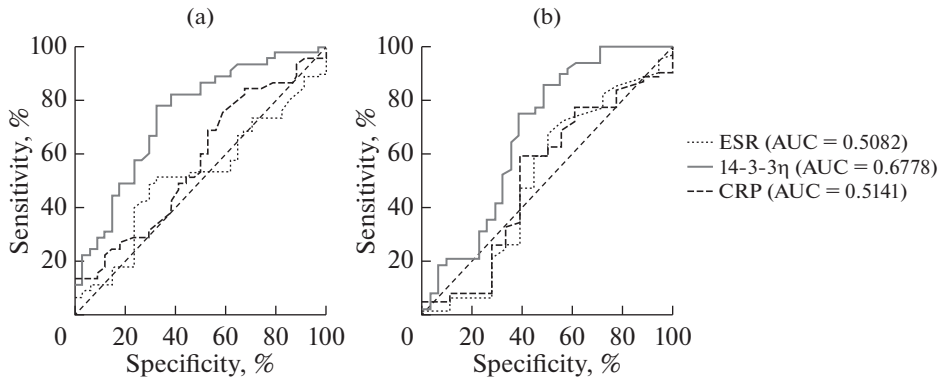 (a)
(b)
100
80
60
40
20
0
20
40
60
80
100
Sensitivity, %
Specificity, %
100
80
60
40
20
0
20
40
60
80
100
Sensitivity, %
Specificity, %
ESR (AUC = 0.5082)
14-3-3η (AUC = 0.6778)
CRP (AUC = 0.5141)